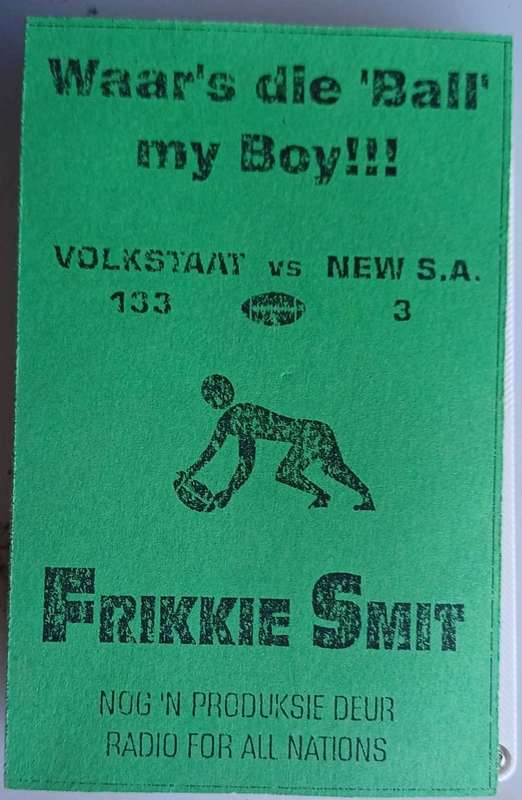 Waar's die 'Ball'
my Boy!!!
VOLKSTAAT vs NEW S.A.
133 3
FRIKKIE SMIT
NOG 'N PRODUKSIE DEUR
RADIO FOR ALL NATIONS